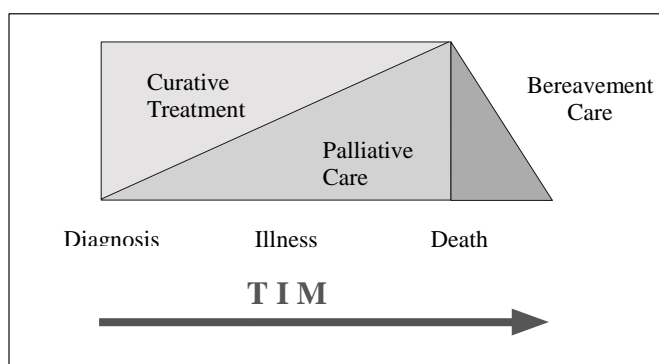 Curative
Treatment
Bereavement
Care
Palliative
Care
Diagnosis Illness Death
T I M